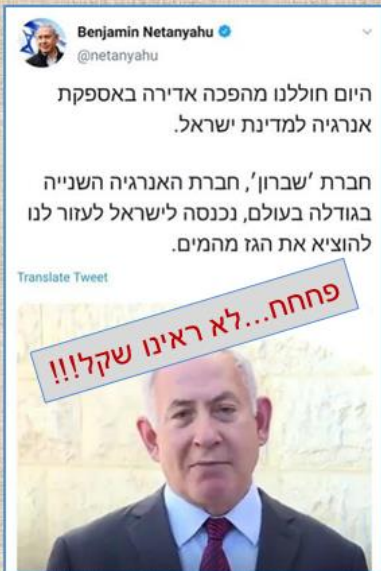 Benjamin Netanyahu
@netanyahu
היום חוללנו מהפכה אדירה באספקת
אנרגיה למדינת ישראל.
חברת ׳שברון׳, חברת האנרגיה השנייה
בגודלה בעולם, נכנסה לישראל לעזור לנו
להוציא את הגז מהמים.
Translate Tweet
פחחח...לא ראינו שקל!!!